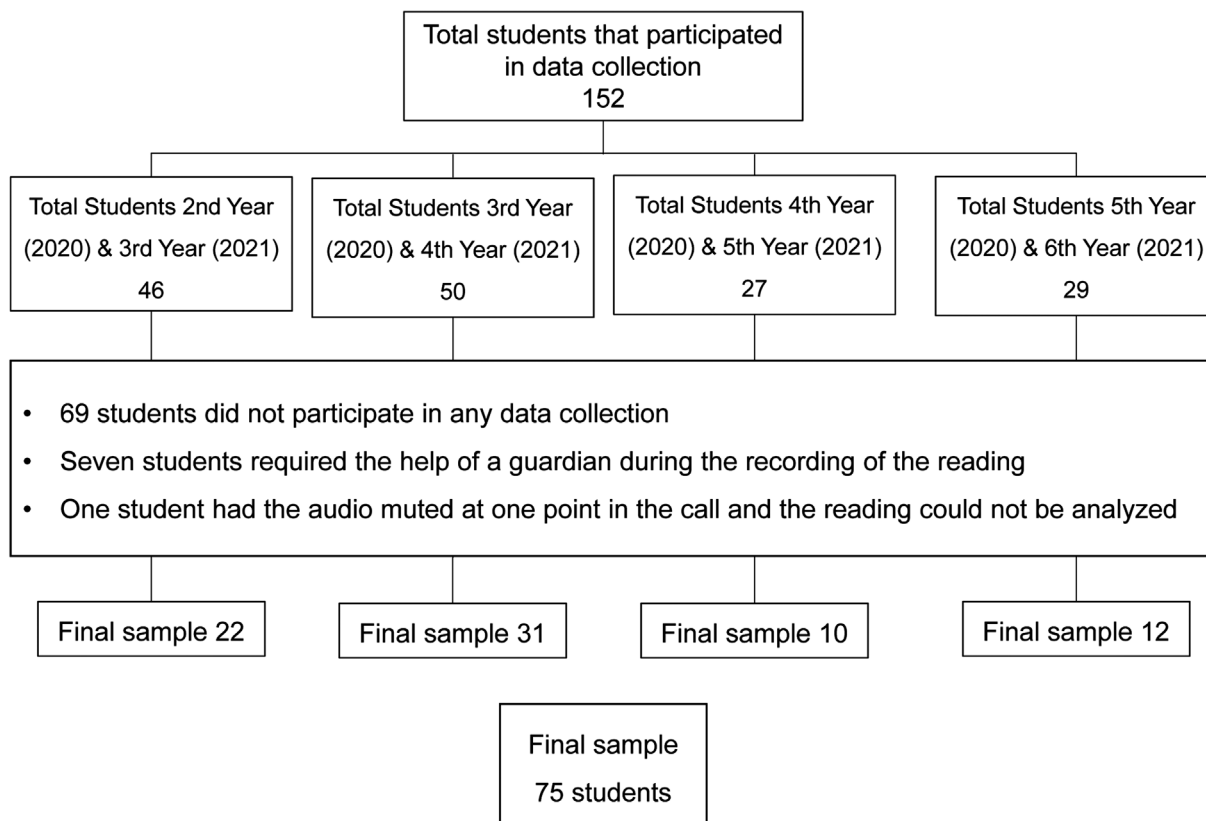 Total students that participated
in data collection
152
Total Students 2nd Year
(2020) & 3rd Year (2021)
46
Total Students 3rd Year
(2020) & 4th Year (2021)
50
Total Students 4th Year
(2020) & 5th Year (2021)
27
Total Students 5th Year
(2020) & 6th Year (2021)
29
• 69 students did not participate in any data collection
• Seven students required the help of a guardian during the recording of the reading
• One student had the audio muted at one point in the call and the reading could not be analyzed
Final sample 22
Final sample 31
Final sample 10
Final sample 12
Final sample
75 students